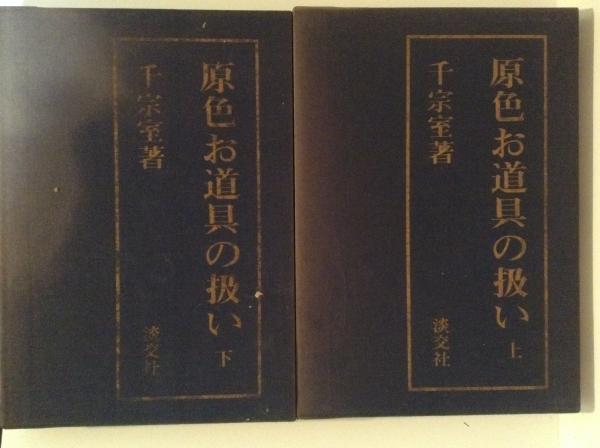 原色お道具の扱い 下
千宗室著
淡交社
原色お道具の扱い 上
千宗室著
淡交社